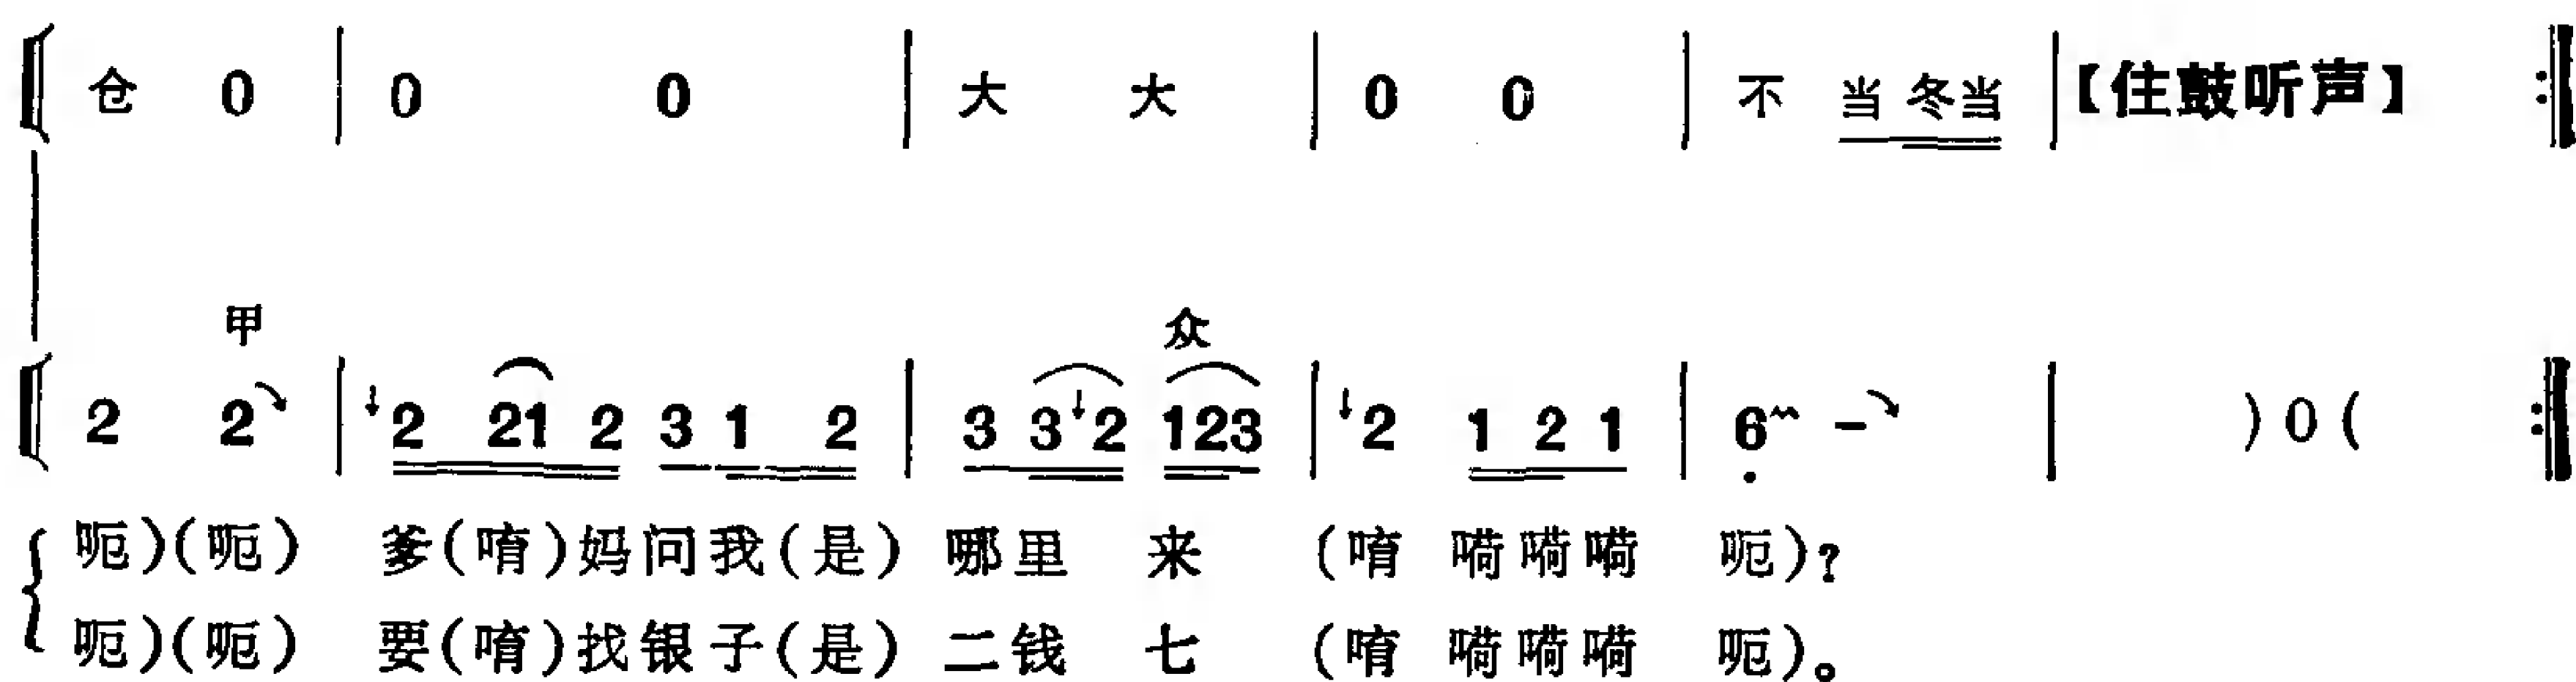 仓 0 | 0 0 | 大 大 | 0 0 | 不 当 冬当 |【住鼓听声】 :‖
甲 众
2 2 | ↓2 21 2 3 1 2 | 3 3↓2 123 | ↓2 1 2 1 | 6 - | )0( :‖
呃)(呃) 爹(唷)妈问我(是) 哪里 来 (唷 嗬嗬嗬 呃)?
呃)(呃) 要(唷)找银子(是) 二钱 七 (唷 嗬嗬嗬 呃)。